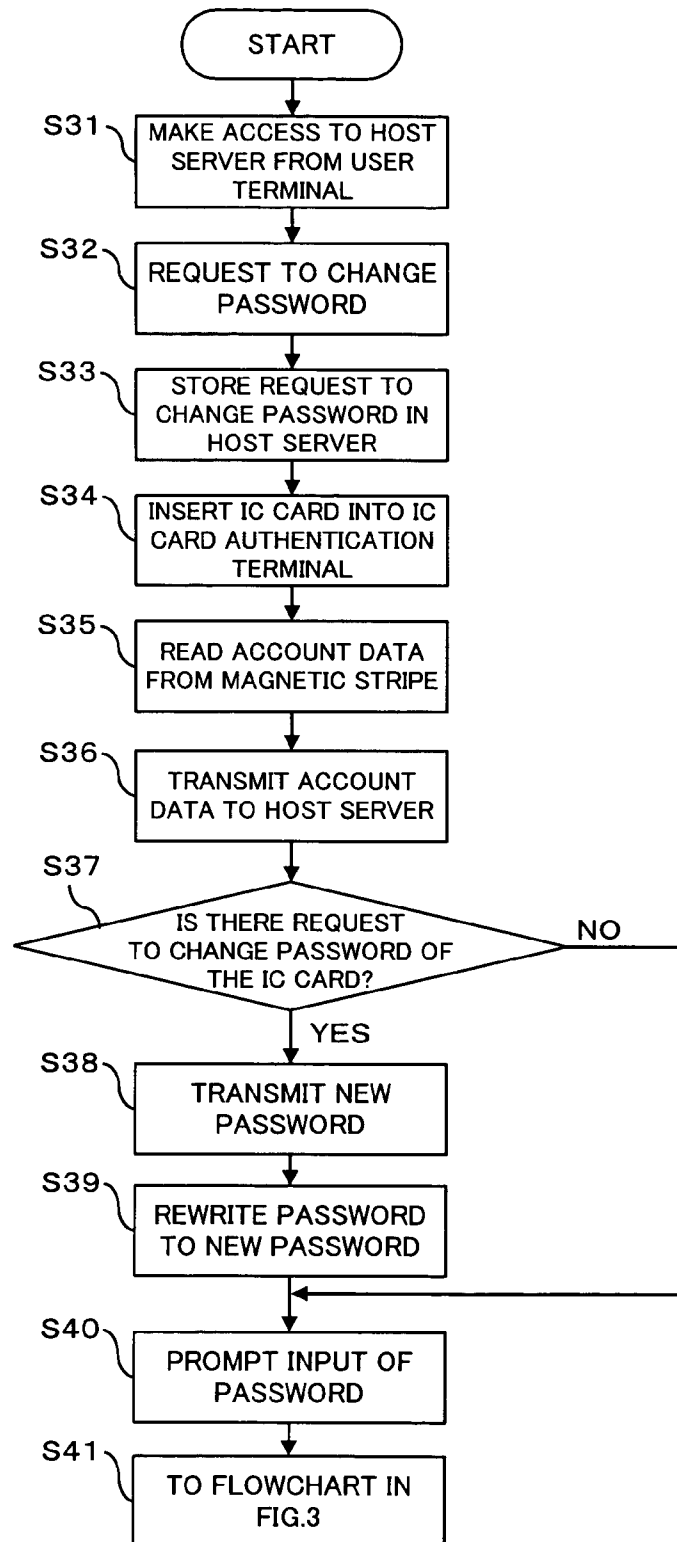 START
S31
MAKE ACCESS TO HOST
SERVER FROM USER
TERMINAL
S32
REQUEST TO CHANGE
PASSWORD
S33
STORE REQUEST TO
CHANGE PASSWORD IN
HOST SERVER
S34
INSERT IC CARD INTO IC
CARD AUTHENTICATION
TERMINAL
S35
READ ACCOUNT DATA
FROM MAGNETIC STRIPE
S36
TRANSMIT ACCOUNT
DATA TO HOST SERVER
S37
IS THERE REQUEST
TO CHANGE PASSWORD OF
THE IC CARD?
NO
YES
S38
TRANSMIT NEW
PASSWORD
S39
REWRITE PASSWORD
TO NEW PASSWORD
S40
PROMPT INPUT OF
PASSWORD
S41
TO FLOWCHART IN
FIG.3